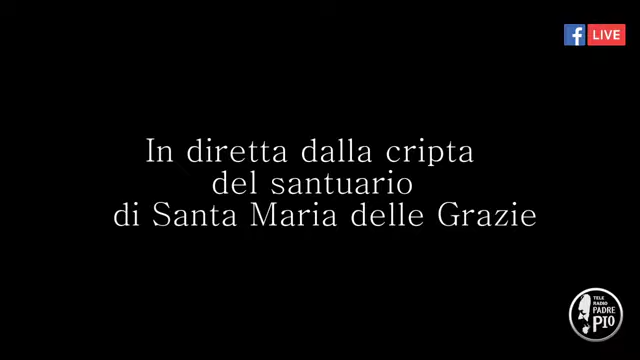 f LIVE
In diretta dalla cripta
del santuario
di Santa Maria delle Grazie
TELE
RADIO
PADRE
PIO